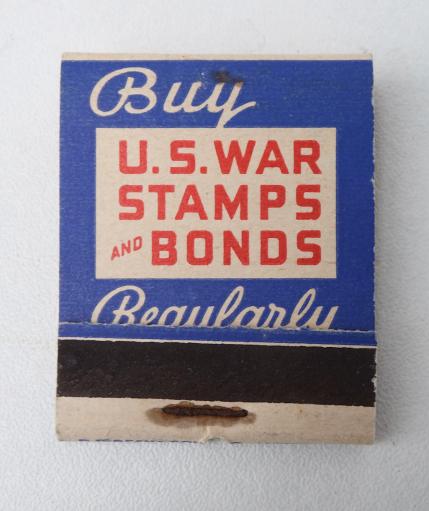 Buy
U.S. WAR
STAMPS
AND BONDS
Regularly